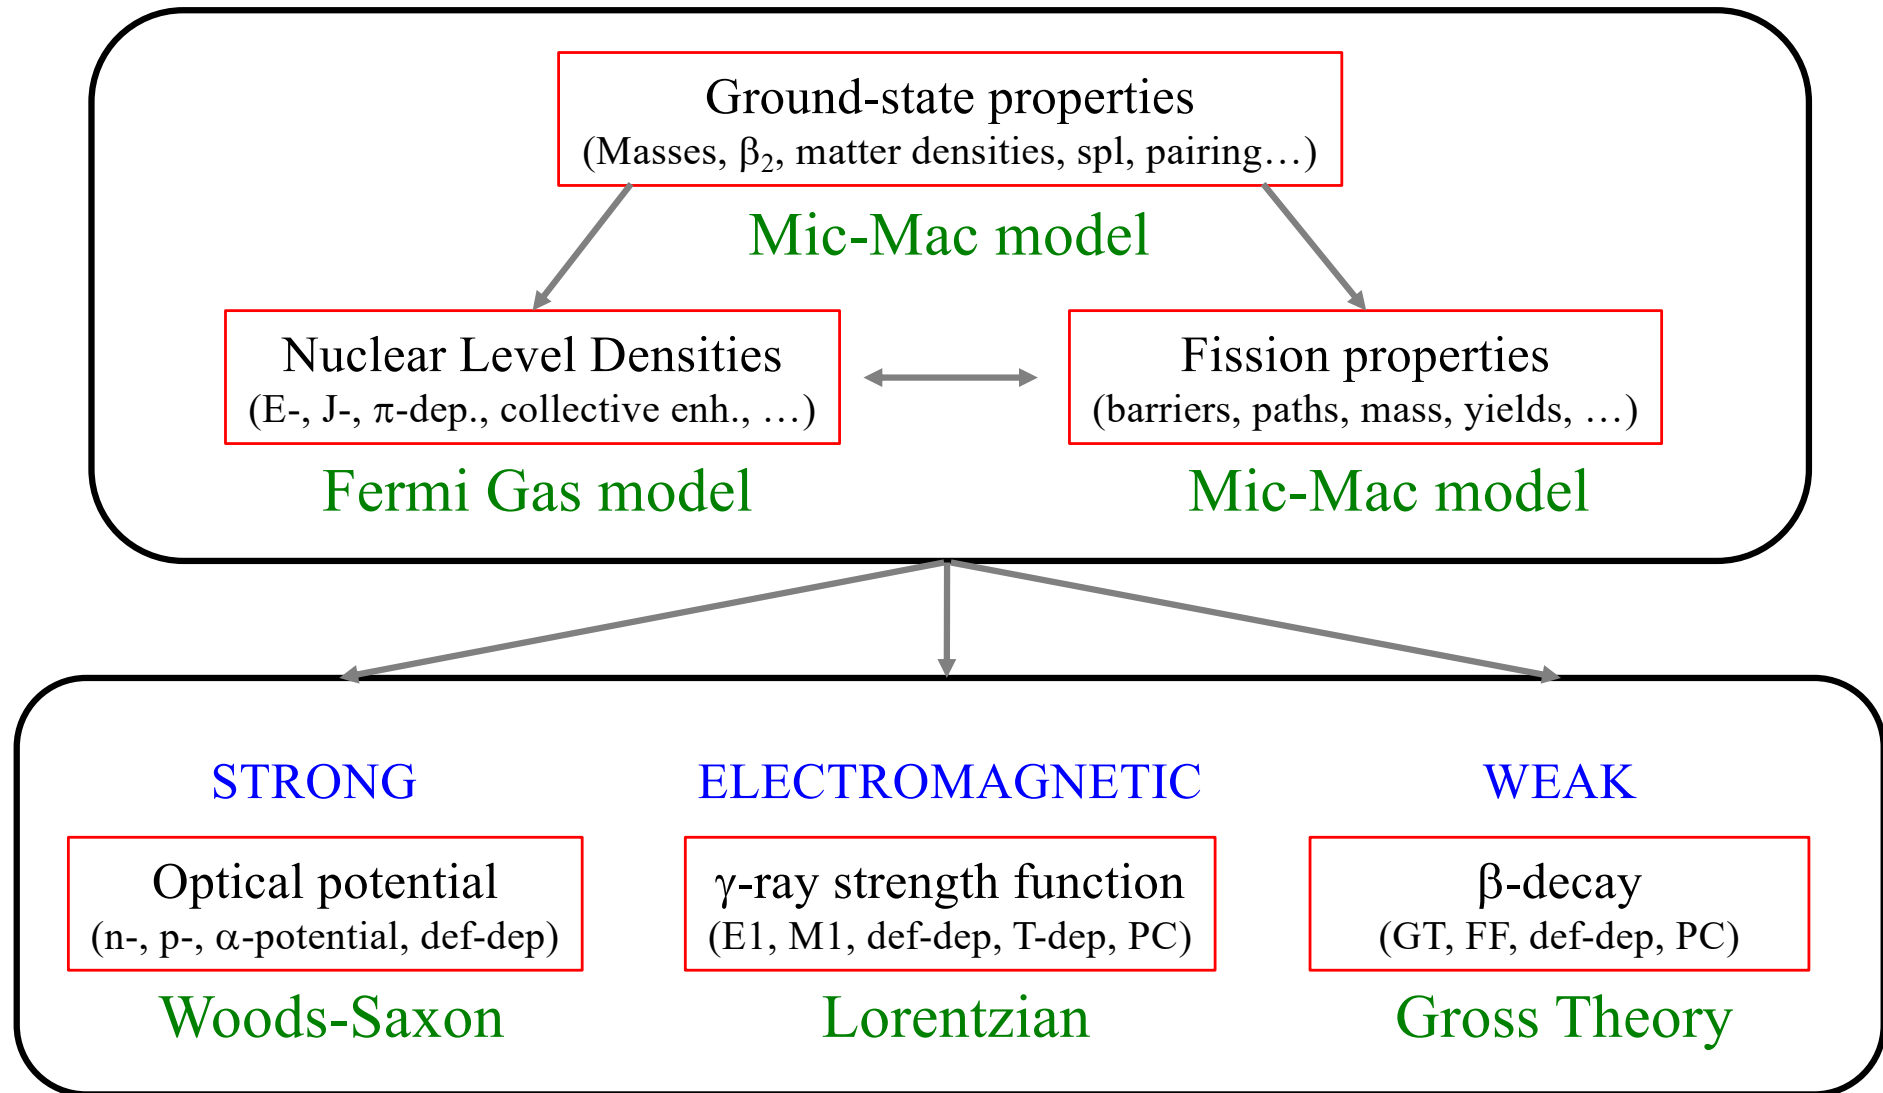 Ground-state properties
(Masses, β₂, matter densities, spl, pairing…)
Mic-Mac model
Nuclear Level Densities
(E-, J-, π-dep., collective enh., …)
Fermi Gas model
Fission properties
(barriers, paths, mass, yields, …)
Mic-Mac model
STRONG
Optical potential
(n-, p-, α-potential, def-dep)
Woods-Saxon
ELECTROMAGNETIC
γ-ray strength function
(E1, M1, def-dep, T-dep, PC)
Lorentzian
WEAK
β-decay
(GT, FF, def-dep, PC)
Gross Theory